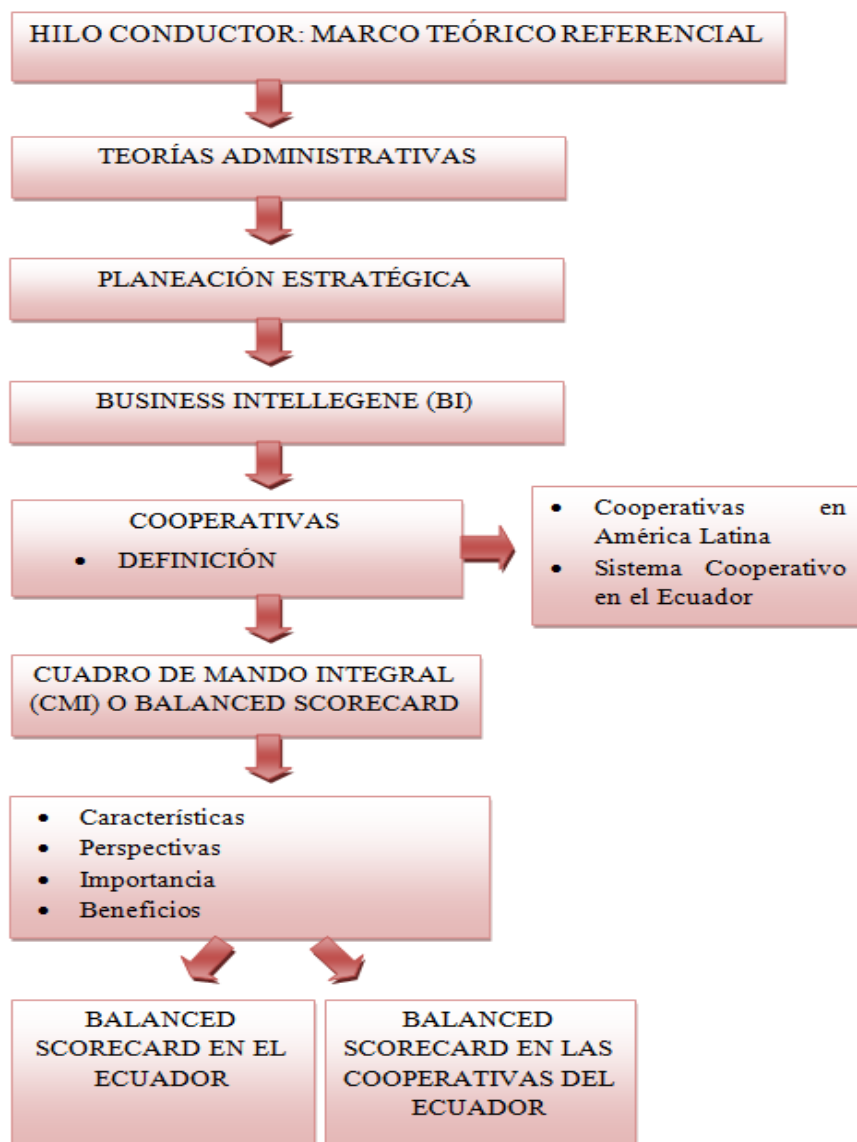 HILO CONDUCTOR: MARCO TEÓRICO REFERENCIAL
TEORÍAS ADMINISTRATIVAS
PLANEACIÓN ESTRATÉGICA
BUSINESS INTELLEGENE (BI)
COOPERATIVAS
• DEFINICIÓN
• Cooperativas en
América Latina
• Sistema Cooperativo
en el Ecuador
CUADRO DE MANDO INTEGRAL
(CMI) O BALANCED SCORECARD
• Características
• Perspectivas
• Importancia
• Beneficios
BALANCED
SCORECARD EN EL
ECUADOR
BALANCED
SCORECARD EN LAS
COOPERATIVAS DEL
ECUADOR